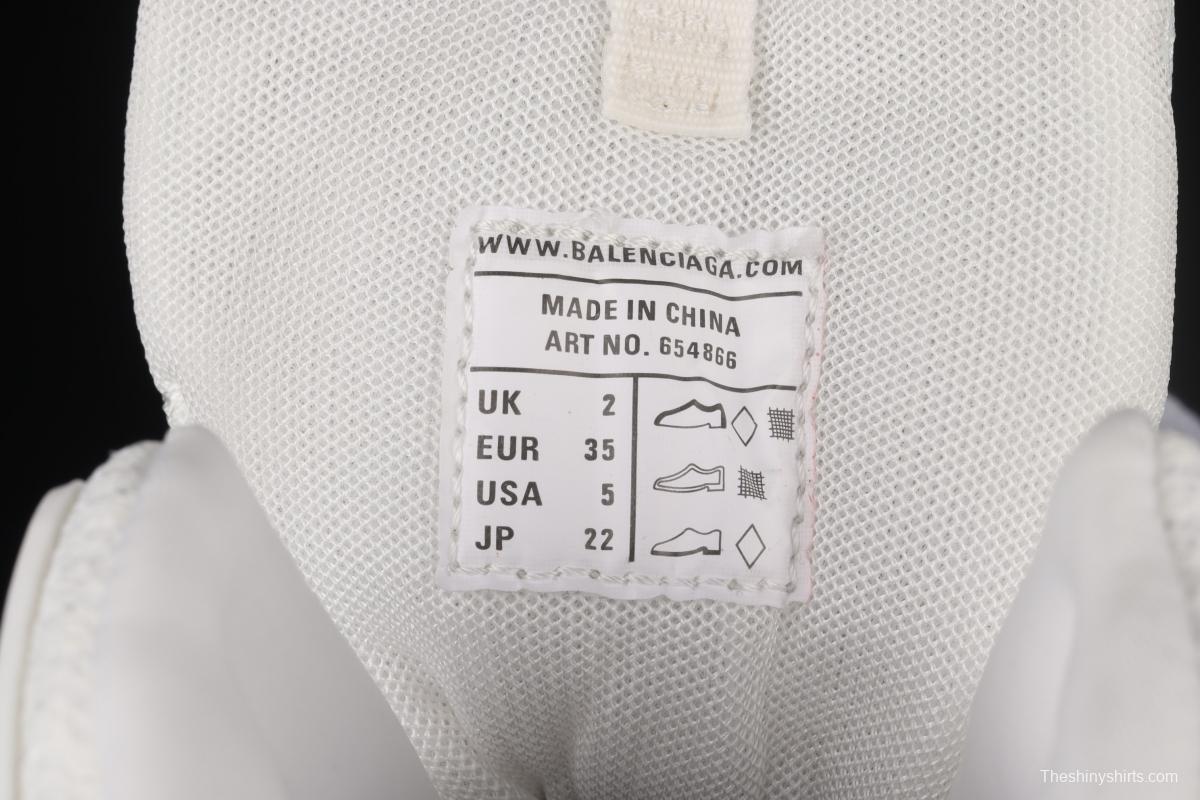 WWW.BALENCIAGA.COM
MADE IN CHINA
ART NO. 654866
UK 2
EUR 35
USA 5
JP 22
Theshinyshirts.com